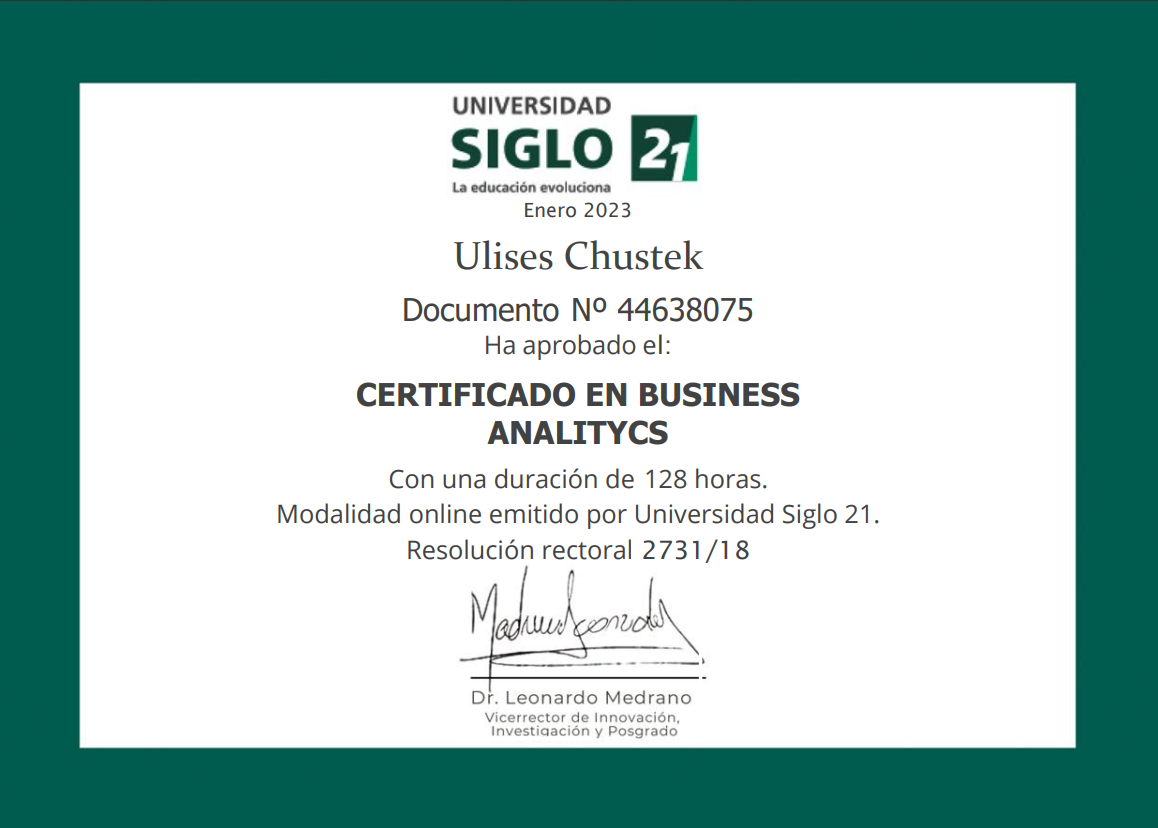 UNIVERSIDAD
SIGLO 21
La educación evoluciona
Enero 2023
Ulises Chustek
Documento Nº 44638075
Ha aprobado el:
CERTIFICADO EN BUSINESS
ANALITYCS
Con una duración de 128 horas.
Modalidad online emitido por Universidad Siglo 21.
Resolución rectoral 2731/18
Dr. Leonardo Medrano
Vicerrector de Innovación,
Investigación y Posgrado